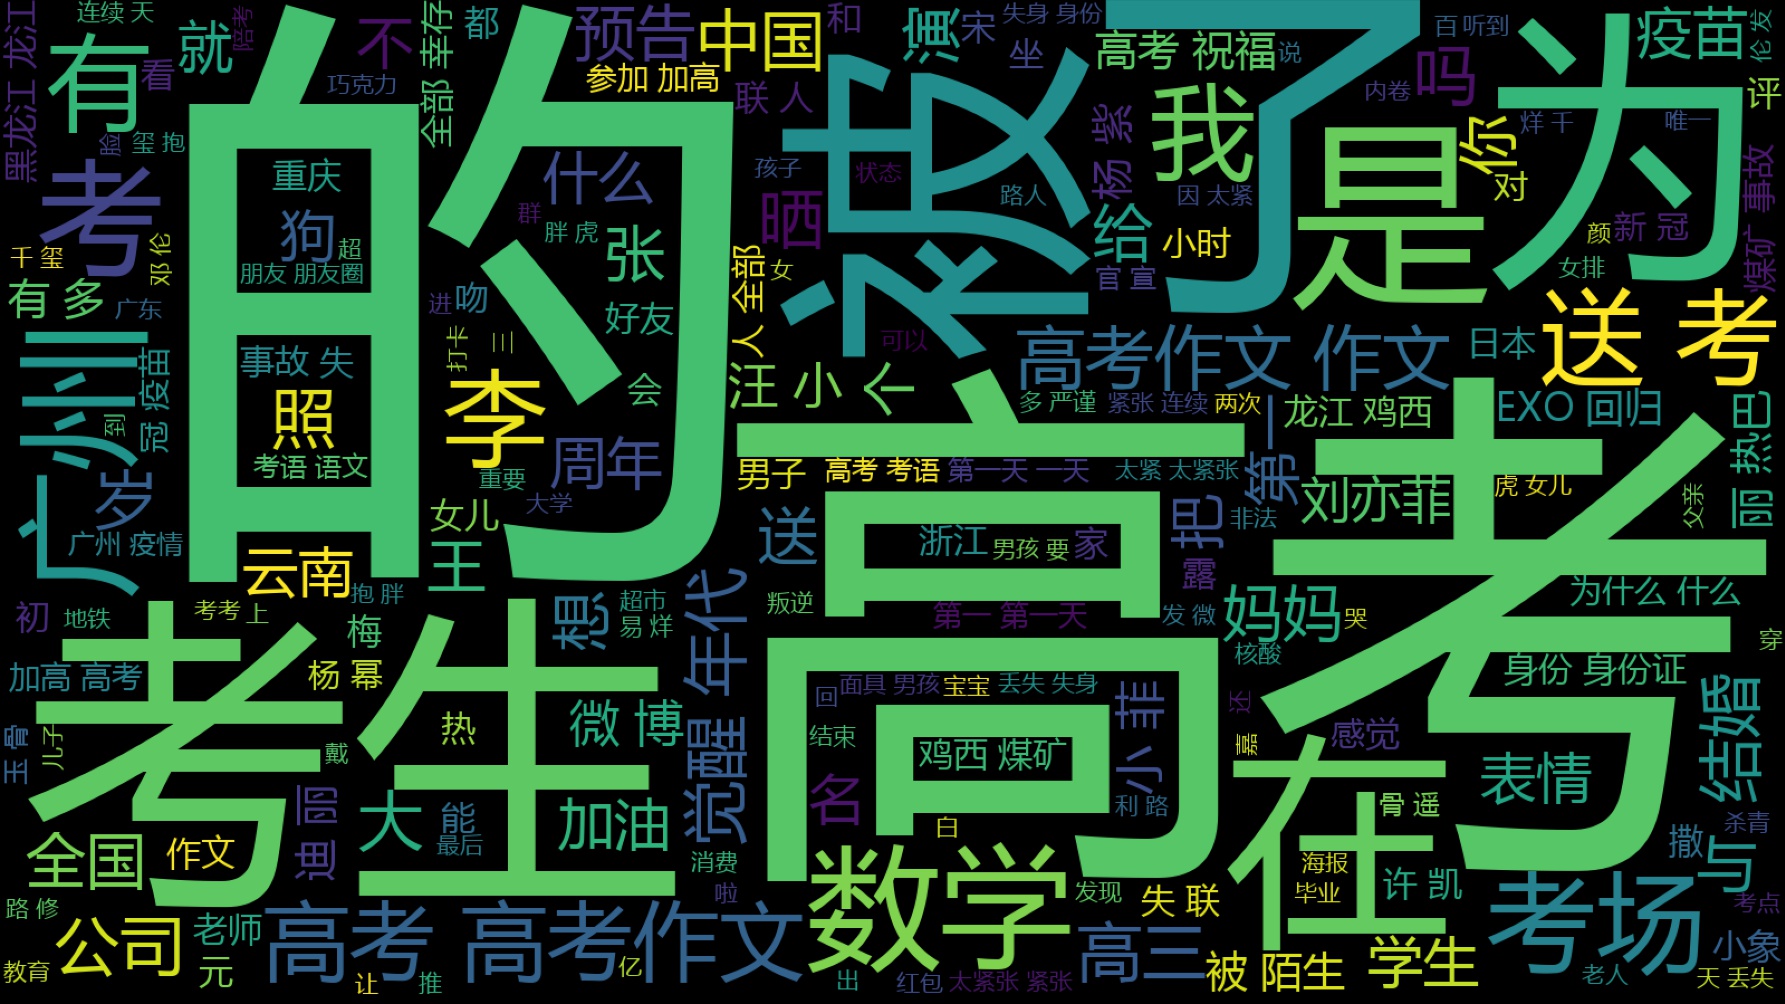 连续 天
陪考
都
预告
中国
和
演
宋
失身 身份
了
百 听到
为
疫苗
伦 发
黑龙江 龙江
有
就
不
全部 幸存
参加 加高
坐
高考 祝福
说
吗
评
看
巧克力
联 人
被
杨 紫
我
内卷
你
烊 千
唯一
脸
玺 抱
的
重庆
什么
孩子
状态
路人
因 太紧
是
对
煤矿 事故
考
狗
超
群
胖 虎
张
晒
给
小时
颜
新 冠
千 玺
邓 伦
朋友 朋友圈
人 全部
女
官 宣
女排
有 多
广东
进
吻
好友
可以
高考作文 作文
日本
送 考
广州
冠 疫苗
到
事故 失
打卡
三
会
汪 小
个
多 严谨
紧张 连续
两次
龙江 鸡西
EXO 回归
丽 热巴
照
李
高考
男子
高考 考语
第一天 一天
太紧 太紧张
第一
刘亦菲
虎 女儿
父亲
岁
考语 语文
周年
重要
大学
女儿
送
浙江
男孩 要
家
把
非法
广州 疫情
云南
王
抱 胖
叛逆
第一 第一天
露
发 微
妈妈
哭
为什么 什么
初
地铁
考考
上
梅
想
超市
易 烊
觉醒 年代
核酸
穿
加高 高考
杨 幂
考生
微 博
回
面具 男孩
宝宝
丢失 失身
小 菲
还
身份 身份证
玉 骨
儿子
戴
热
结束
鸡西 煤矿
嘉
感觉
结婚
迪 丽
大
能
最后
加油
名
利 路
在
骨 遥
表情
杀青
全国
作文
消费
啦
白
数学
发现
失 联
海报
毕业
许 凯
撒
与
路 修
公司
老师
高考 高考作文
高三
考场
考点
小象
教育
元
让
推
亿
出
红包
太紧张 紧张
被 陌生
学生
老人
天 丢失